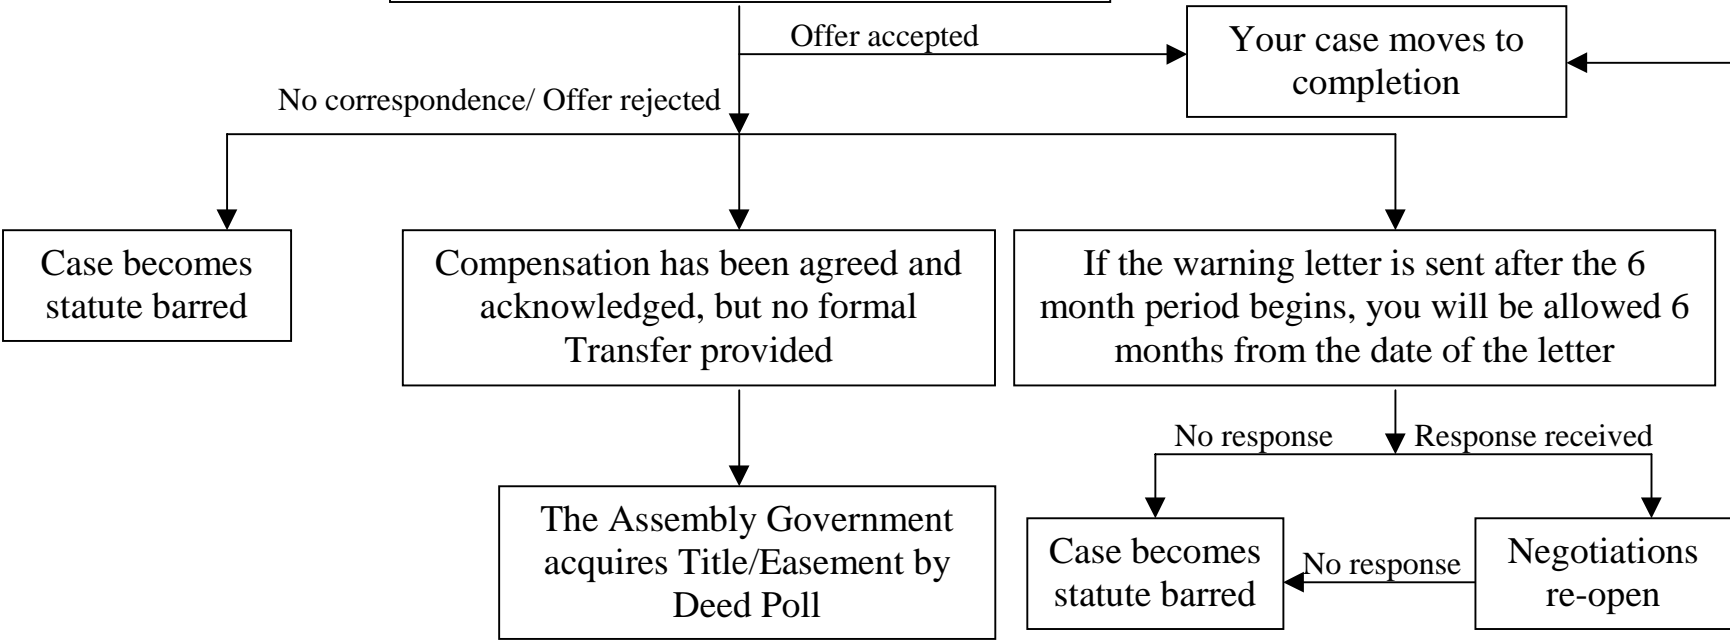 Offer accepted
Your case moves to
completion
No correspondence/ Offer rejected
Case becomes
statute barred
Compensation has been agreed and
acknowledged, but no formal
Transfer provided
If the warning letter is sent after the 6
month period begins, you will be allowed 6
months from the date of the letter
No response
Response received
The Assembly Government
acquires Title/Easement by
Deed Poll
Case becomes
statute barred
No response
Negotiations
re-open